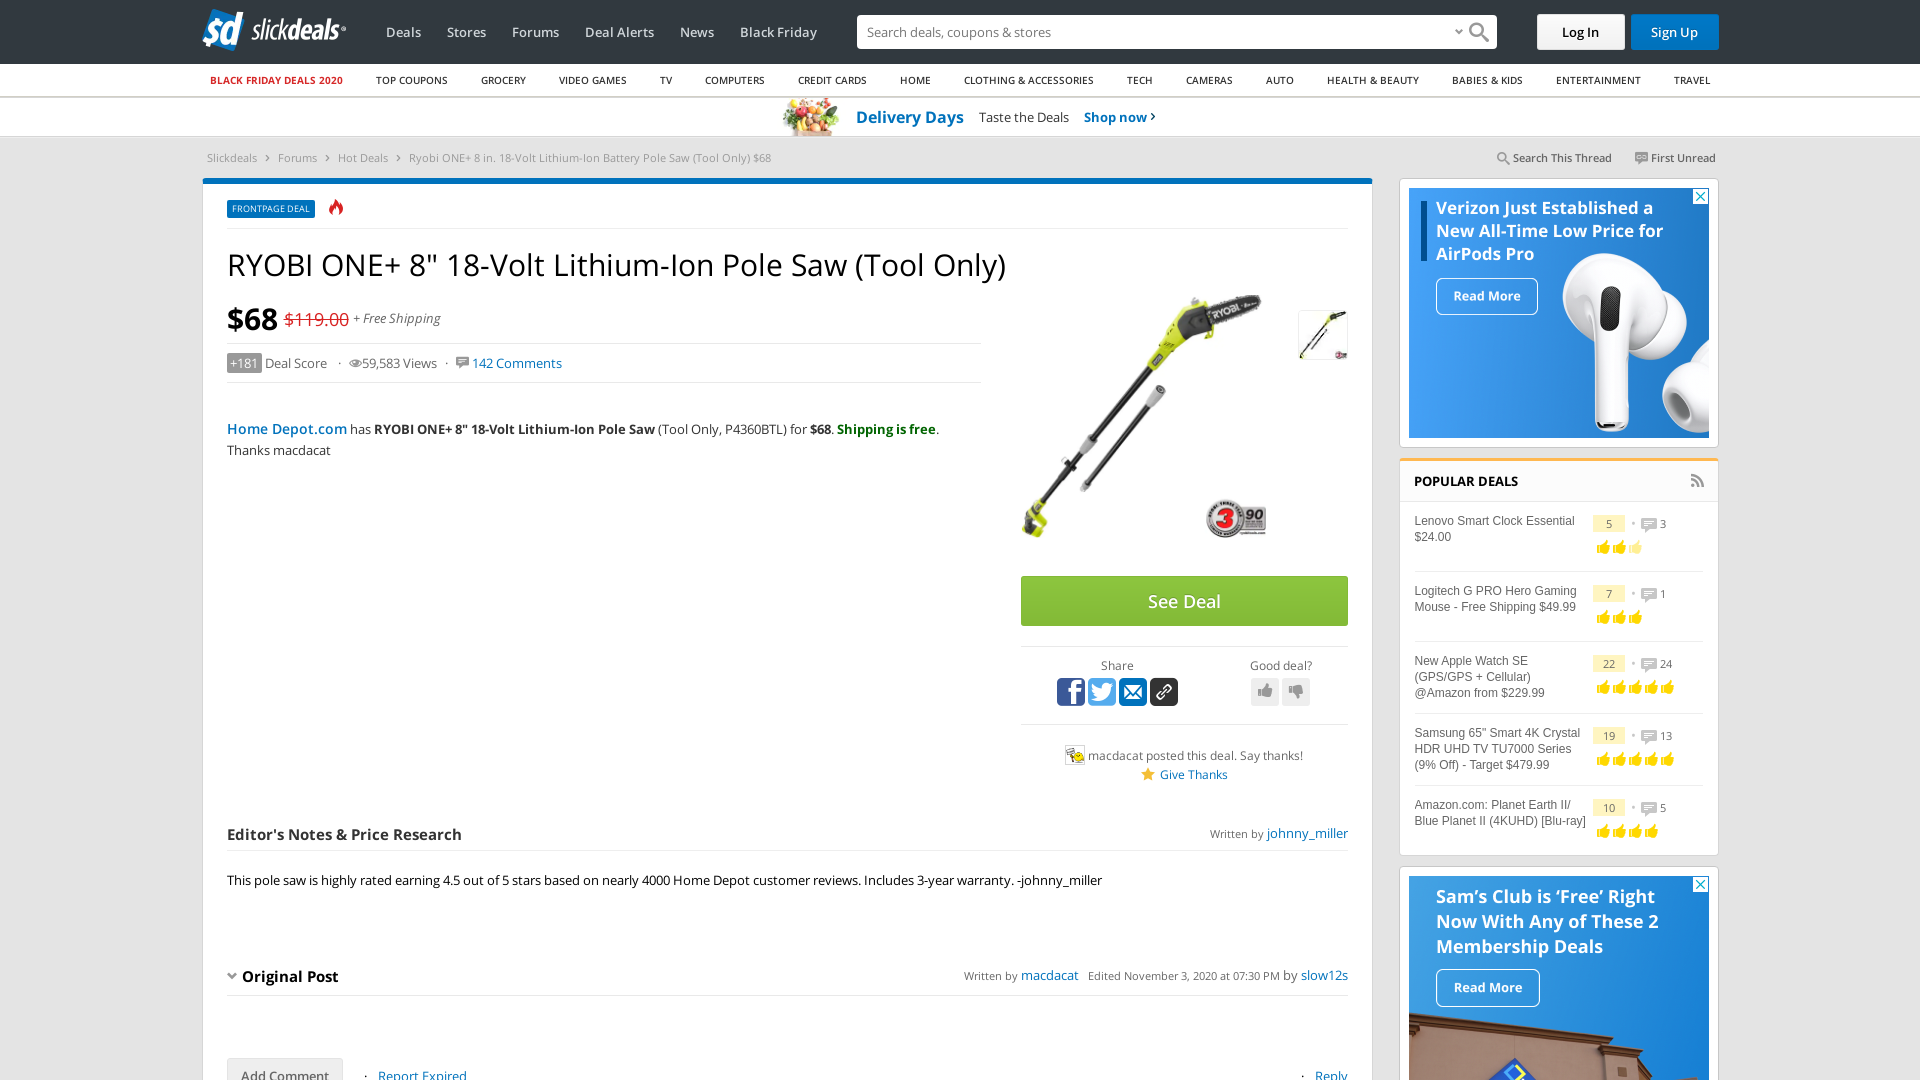 slickdeals
Deals
Stores
Forums
Deal Alerts
News
Black Friday
Search deals, coupons & stores
Log In
Sign Up
BLACK FRIDAY DEALS 2020
TOP COUPONS
GROCERY
VIDEO GAMES
TV
COMPUTERS
CREDIT CARDS
HOME
CLOTHING & ACCESSORIES
TECH
CAMERAS
AUTO
HEALTH & BEAUTY
BABIES & KIDS
ENTERTAINMENT
TRAVEL
Delivery Days Taste the Deals Shop now
Slickdeals › Forums › Hot Deals › Ryobi ONE+ 8 in. 18-Volt Lithium-Ion Battery Pole Saw (Tool Only) $68
Search This Thread
First Unread
FRONTPAGE DEAL
RYOBI ONE+ 8" 18-Volt Lithium-Ion Pole Saw (Tool Only)
$68 $119.00 + Free Shipping
+181 Deal Score · 59,583 Views · 142 Comments
Home Depot.com has RYOBI ONE+ 8" 18-Volt Lithium-Ion Pole Saw (Tool Only, P4360BTL) for $68. Shipping is free.
Thanks macdacat
RYOBI
3
90
See Deal
Share
Good deal?
macdacat posted this deal. Say thanks!
Give Thanks
Editor's Notes & Price Research
Written by johnny_miller
This pole saw is highly rated earning 4.5 out of 5 stars based on nearly 4000 Home Depot customer reviews. Includes 3-year warranty. -johnny_miller
Original Post
Written by macdacat Edited November 3, 2020 at 07:30 PM by slow12s
Add Comment
· Report Expired
· Reply
Verizon Just Established a
New All-Time Low Price for
AirPods Pro
Read More
POPULAR DEALS
Lenovo Smart Clock Essential
$24.00
5 • 3
Logitech G PRO Hero Gaming
Mouse - Free Shipping $49.99
7 • 1
New Apple Watch SE
(GPS/GPS + Cellular)
@Amazon from $229.99
22 • 24
Samsung 65" Smart 4K Crystal
HDR UHD TV TU7000 Series
(9% Off) - Target $479.99
19 • 13
Amazon.com: Planet Earth II/
Blue Planet II (4KUHD) [Blu-ray]
10 • 5
Sam's Club is 'Free' Right
Now With Any of These 2
Membership Deals
Read More